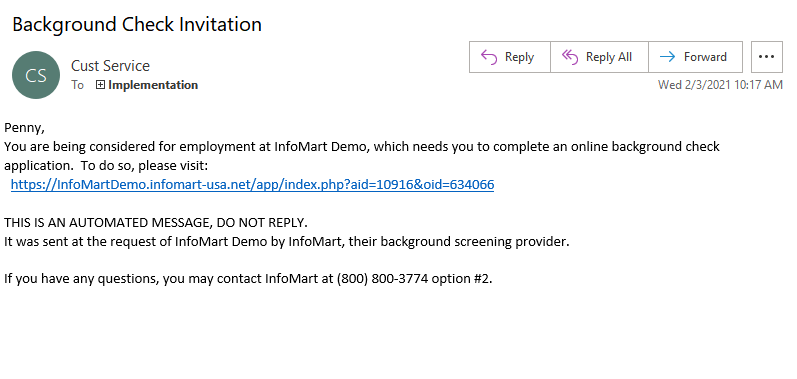 Background Check Invitation
CS
Cust Service
To Implementation
Reply
Reply All
Forward
Wed 2/3/2021 10:17 AM
Penny,
You are being considered for employment at InfoMart Demo, which needs you to complete an online background check
application.  To do so, please visit:
https://InfoMartDemo.infomart-usa.net/app/index.php?aid=10916&oid=634066
THIS IS AN AUTOMATED MESSAGE, DO NOT REPLY.
It was sent at the request of InfoMart Demo by InfoMart, their background screening provider.
If you have any questions, you may contact InfoMart at (800) 800-3774 option #2.